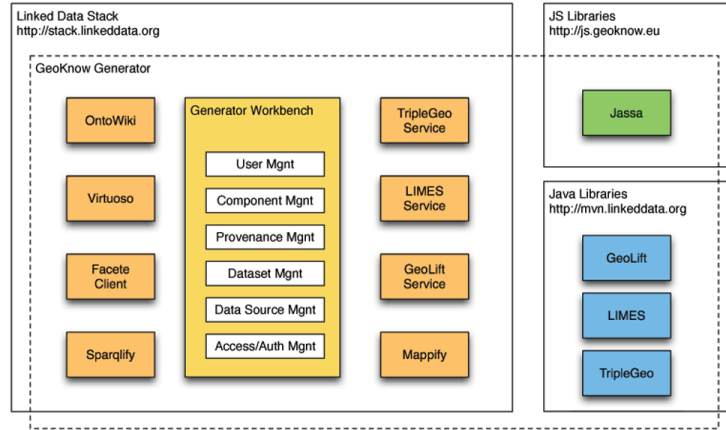 Linked Data Stack
http://stack.linkeddata.org
GeoKnow Generator
OntoWiki
Virtuoso
Facete
Client
Sparqlify
Generator Workbench
User Mgnt
Component Mgnt
Provenance Mgnt
Dataset Mgnt
Data Source Mgnt
Access/Auth Mgnt
TripleGeo
Service
LIMES
Service
GeoLift
Service
Mappify
JS Libraries
http://js.geoknow.eu
Jassa
Java Libraries
http://mvn.linkeddata.org
GeoLift
LIMES
TripleGeo